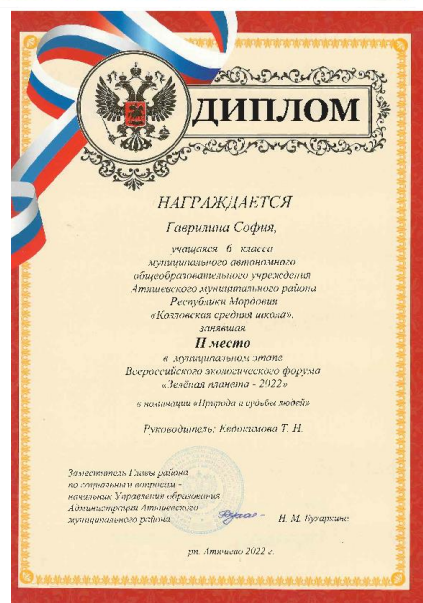 ДИПЛОМ
НАГРАЖДАЕТСЯ
Гаврилина София,
учащаяся 6 класса
муниципального автономного
общеобразовательного учреждения
Атяшевского муниципального района
Республики Мордовия
«Козловская средняя школа»,
занявшая
II место
в муниципальном этапе
Всероссийского экологического форума
«Зелёная планета - 2022»
в номинации «Природа и судьбы людей»
Руководитель: Евдокимова Т. Н.
Заместитель Главы района
по социальным вопросам -
начальник Управления образования
Администрации Атяшевского
муниципального района
Н. М. Бухаркина
рп. Атяшево 2022 г.